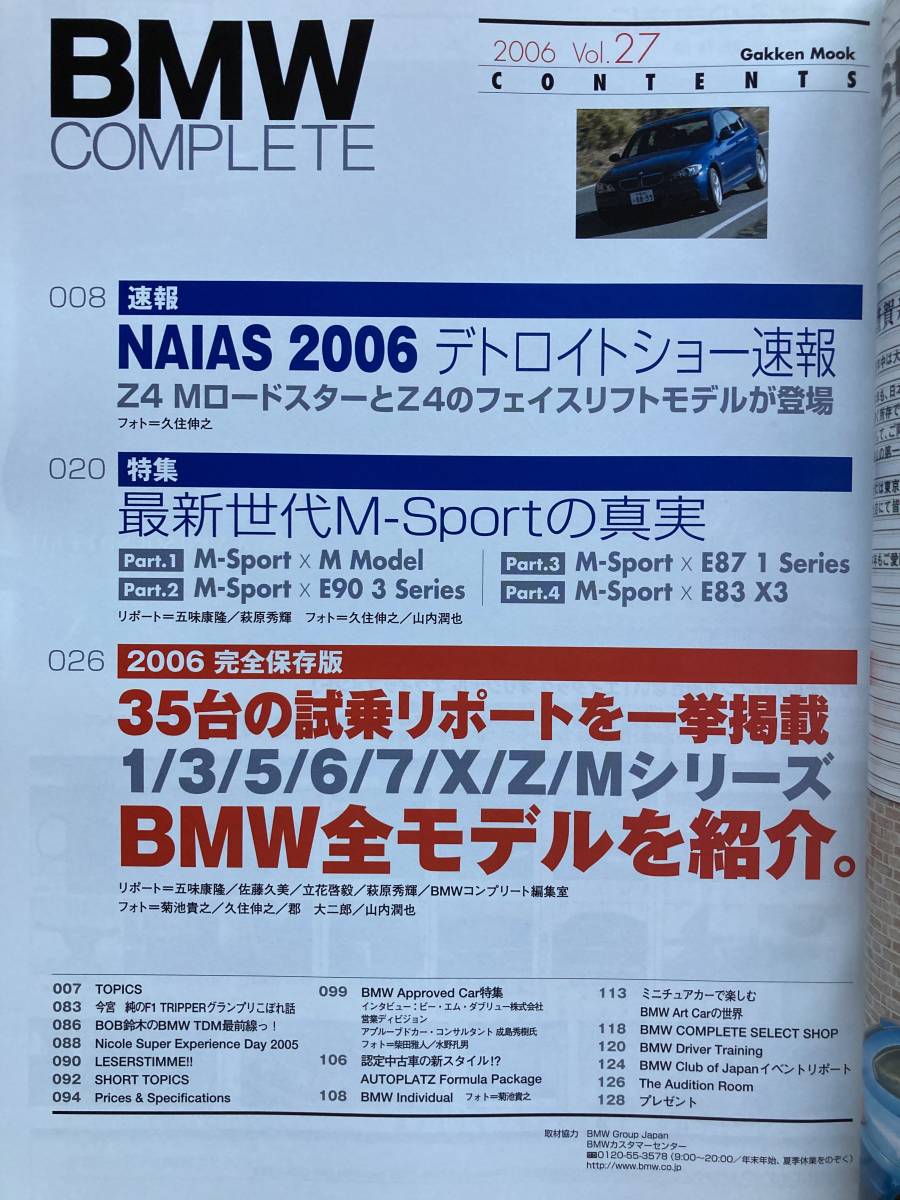 BMW
COMPLETE
2006 Vol.27 Gakken Mook
CONTENTS
008 速報
NAIAS 2006 デトロイトショー速報
Z4 MロードスターとZ4のフェイスリフトモデルが登場
フォト=久住伸之
020 特集
最新世代M-Sportの真実
Part.1 M-Sport × M Model
Part.2 M-Sport × E90 3 Series
Part.3 M-Sport × E87 1 Series
Part.4 M-Sport × E83 X3
リポート=五味康隆/萩原秀輝 フォト=久住伸之/山内潤也
026 2006 完全保存版
35台の試乗リポートを一挙掲載
1/3/5/6/7/X/Z/Mシリーズ
BMW全モデルを紹介。
リポート=五味康隆/佐藤久美/立花啓毅/萩原秀輝/BMWコンプリート編集室
フォト=菊池貴之/久住伸之/郡 大二郎/山内潤也
007 TOPICS
083 今宮 純のF1 TRIPPERグランプリこぼれ話
086 BOB鈴木のBMW TDM最前線っ!
088 Nicole Super Experience Day 2005
090 LESERSTIMME!!
092 SHORT TOPICS
094 Prices & Specifications
099 BMW Approved Car特集
インタビュー:ビー・エム・ダブリュー株式会社
営業ディビジョン
アプルーブドカー・コンサルタント 成島秀樹氏
フォト=柴田雅人/水野孔男
106 認定中古車の新スタイル!?
AUTOPLATZ Formula Package
108 BMW Individual フォト=菊池貴之
113 ミニチュアカーで楽しむ
BMW Art Carの世界
118 BMW COMPLETE SELECT SHOP
120 BMW Driver Training
124 BMW Club of Japanイベントリポート
126 The Audition Room
128 プレゼント
取材協力 BMW Group Japan
BMWカスタマーセンター
0120-55-3578(9:00~20:00/年末年始、夏季休業をのぞく)
http://www.bmw.co.jp